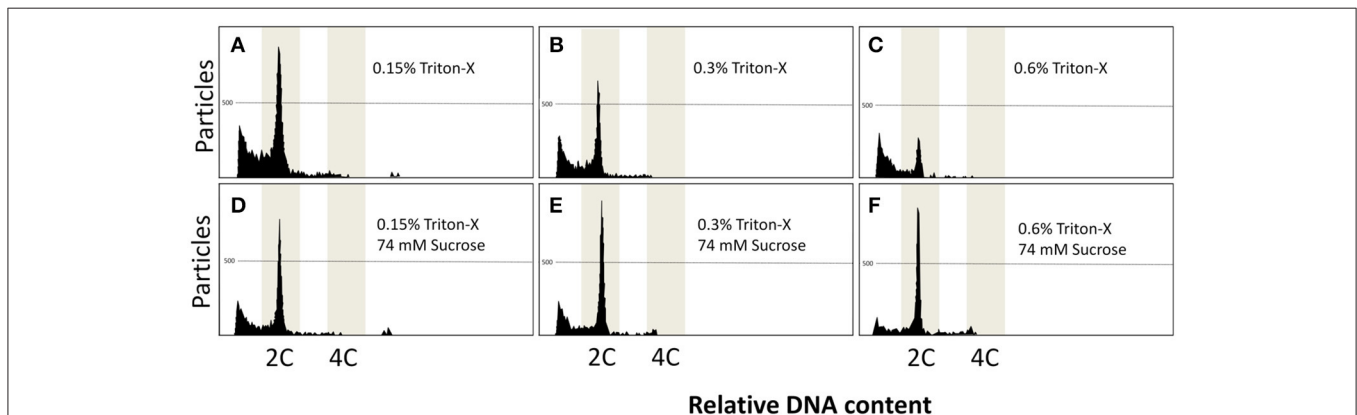 Particles
A
0.15% Triton-X
500
B
0.3% Triton-X
500
C
0.6% Triton-X
500
Particles
D
0.15% Triton-X
74 mM Sucrose
500
E
0.3% Triton-X
74 mM Sucrose
500
F
0.6% Triton-X
74 mM Sucrose
500
2C 4C 2C 4C 2C 4C
Relative DNA content